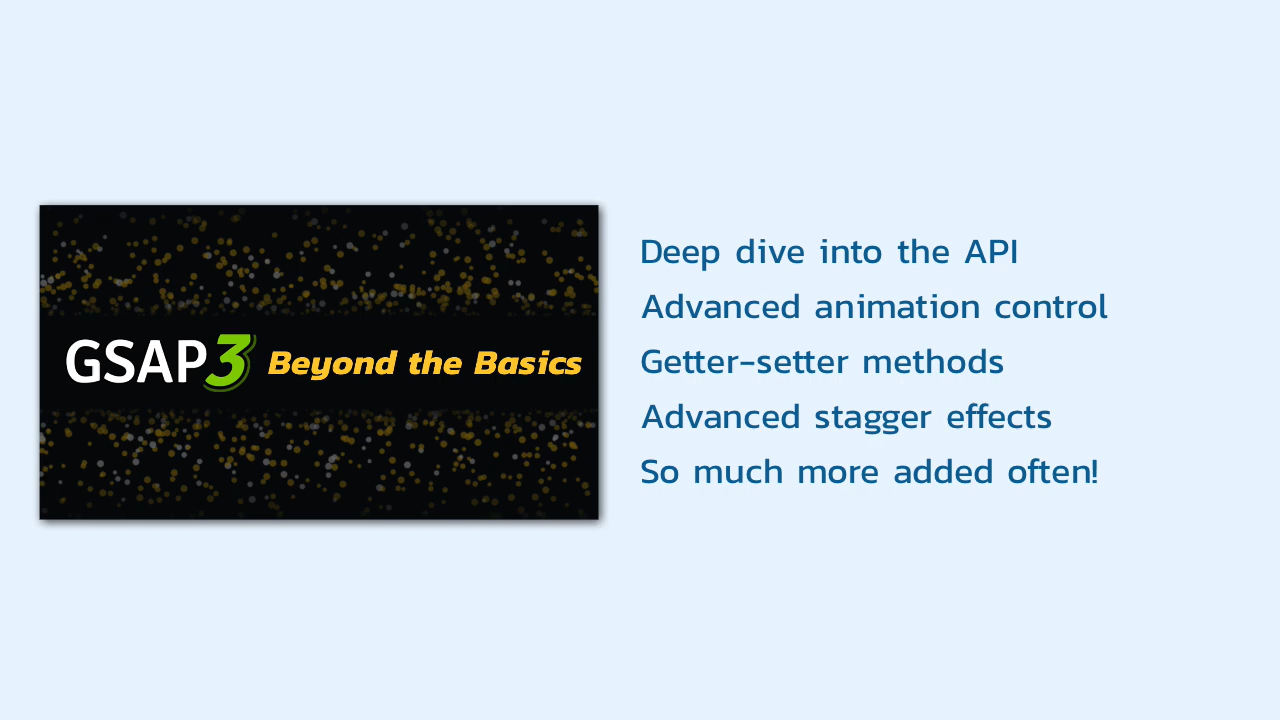 GSAP3 Beyond the Basics
Deep dive into the API
Advanced animation control
Getter-setter methods
Advanced stagger effects
So much more added often!